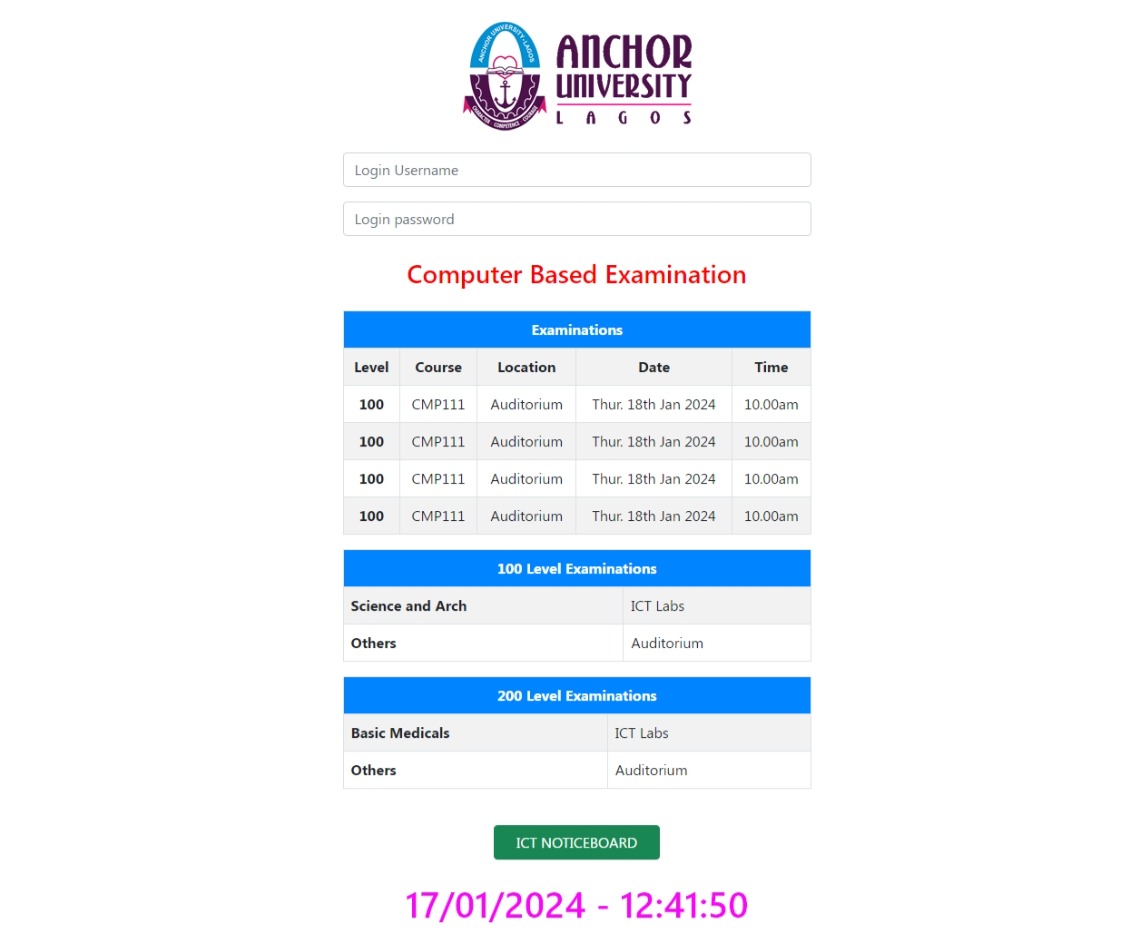 ANCHOR UNIVERSITY • LAGOS
CHARACTER COMPETENCE COURAGE
ANCHOR
UNIVERSITY
LAGOS
Login Username
Login password
Computer Based Examination
Examinations
Level Course Location Date Time
100 CMP111 Auditorium Thur. 18th Jan 2024 10.00am
100 CMP111 Auditorium Thur. 18th Jan 2024 10.00am
100 CMP111 Auditorium Thur. 18th Jan 2024 10.00am
100 CMP111 Auditorium Thur. 18th Jan 2024 10.00am
100 Level Examinations
Science and Arch ICT Labs
Others Auditorium
200 Level Examinations
Basic Medicals ICT Labs
Others Auditorium
ICT NOTICEBOARD
17/01/2024 - 12:41:50